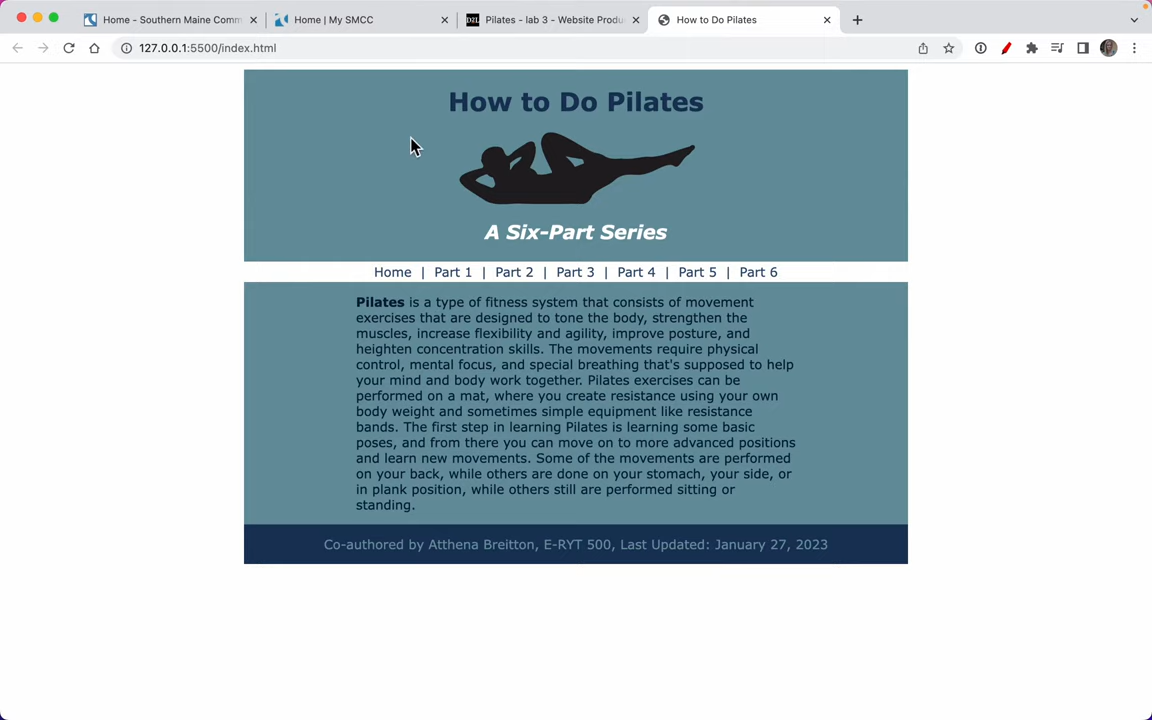 Home - Southern Maine Comm
Home | My SMCC
D2L
Pilates - lab 3 - Website Produ
How to Do Pilates
127.0.0.1:5500/index.html
How to Do Pilates
A Six-Part Series
Home | Part 1 | Part 2 | Part 3 | Part 4 | Part 5 | Part 6
Pilates is a type of fitness system that consists of movement
exercises that are designed to tone the body, strengthen the
muscles, increase flexibility and agility, improve posture, and
heighten concentration skills. The movements require physical
control, mental focus, and special breathing that's supposed to help
your mind and body work together. Pilates exercises can be
performed on a mat, where you create resistance using your own
body weight and sometimes simple equipment like resistance
bands. The first step in learning Pilates is learning some basic
poses, and from there you can move on to more advanced positions
and learn new movements. Some of the movements are performed
on your back, while others are done on your stomach, your side, or
in plank position, while others still are performed sitting or
standing.
Co-authored by Atthena Breitton, E-RYT 500, Last Updated: January 27, 2023